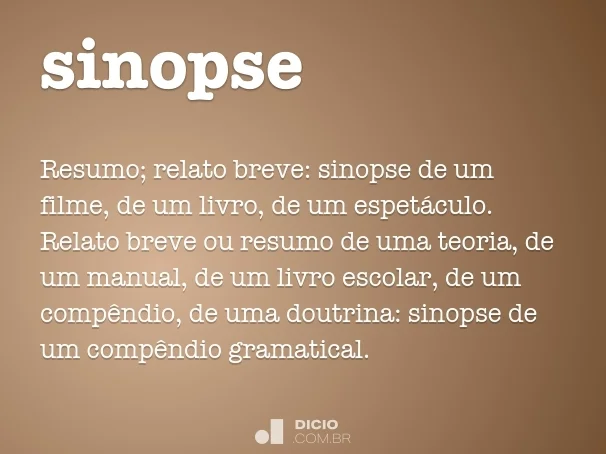 sinopse
Resumo; relato breve: sinopse de um
filme, de um livro, de um espetáculo.
Relato breve ou resumo de uma teoria, de
um manual, de um livro escolar, de um
compêndio, de uma doutrina: sinopse de
um compêndio gramatical.
DICIO
.COM.BR